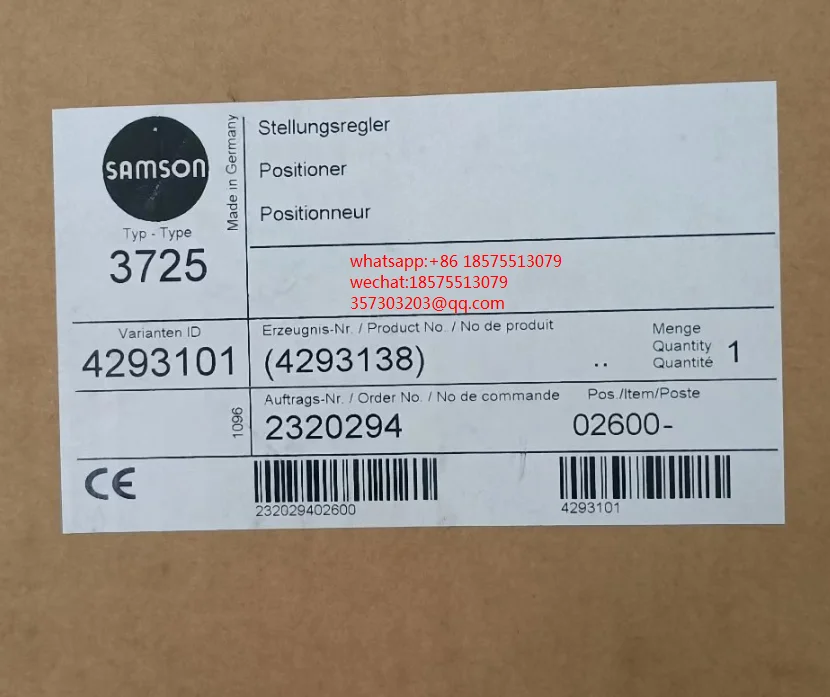 SAMSON
Made in Germany
Typ - Type
3725
Stellungsregler
Positioner
Positionneur
whatsapp:+86 18575513079
wechat:18575513079
357303203@qq.com
Varianten ID
4293101
Erzeugnis-Nr. / Product No. / No de produit
(4293138)
..
Menge
Quantity
Quantité
1
1096
Auftrags-Nr. / Order No. / No de commande
2320294
Pos./Item/Poste
02600-
CE
232029402600
4293101